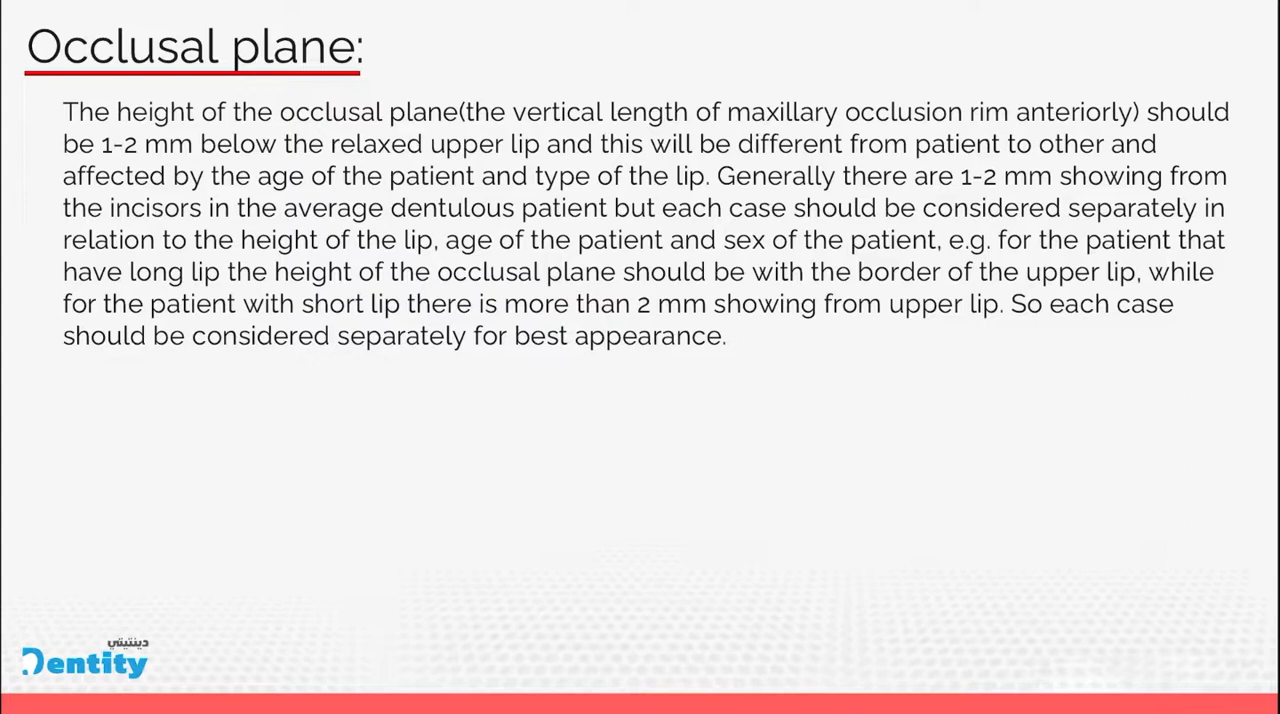 Occlusal plane:
The height of the occlusal plane(the vertical length of maxillary occlusion rim anteriorly) should
be 1-2 mm below the relaxed upper lip and this will be different from patient to other and
affected by the age of the patient and type of the lip. Generally there are 1-2 mm showing from
the incisors in the average dentulous patient but each case should be considered separately in
relation to the height of the lip, age of the patient and sex of the patient, e.g. for the patient that
have long lip the height of the occlusal plane should be with the border of the upper lip, while
for the patient with short lip there is more than 2 mm showing from upper lip. So each case
should be considered separately for best appearance.
دينتيتي
Dentity